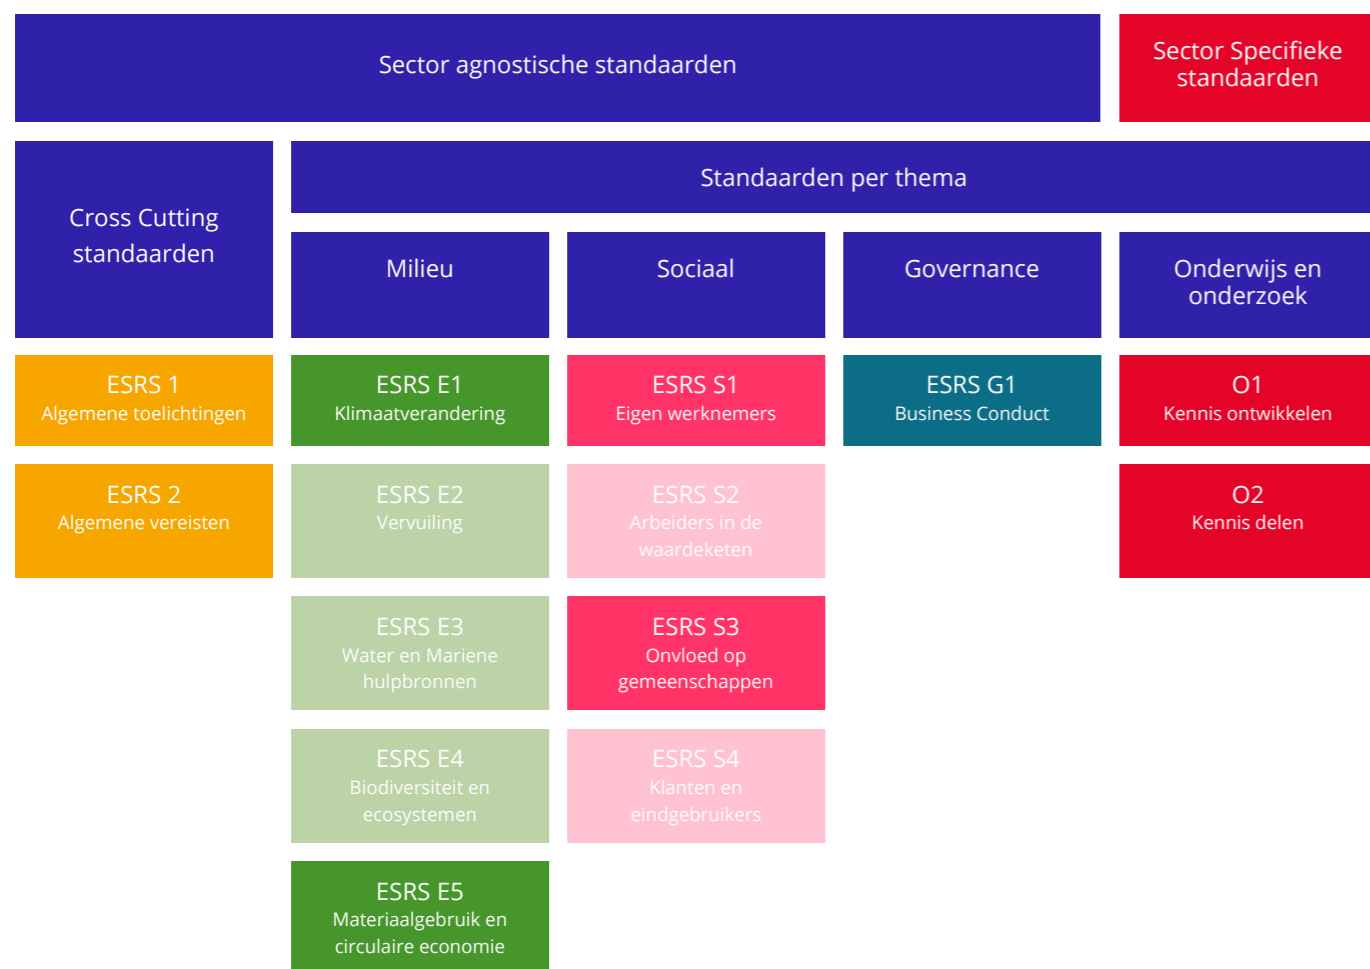 Sector agnostische standaarden
Sector Specifieke
standaarden
Cross Cutting
standaarden
Standaarden per thema
Milieu
Sociaal
Governance
Onderwijs en
onderzoek
ESRS 1
Algemene toelichtingen
ESRS E1
Klimaatverandering
ESRS S1
Eigen werknemers
ESRS G1
Business Conduct
O1
Kennis ontwikkelen
ESRS 2
Algemene vereisten
ESRS E2
Vervuiling
ESRS S2
Arbeiders in de
waardeketen
O2
Kennis delen
ESRS E3
Water en Mariene
hulpbronnen
ESRS S3
Onvloed op
gemeenschappen
ESRS E4
Biodiversiteit en
ecosystemen
ESRS S4
Klanten en
eindgebruikers
ESRS E5
Materiaalgebruik en
circulaire economie